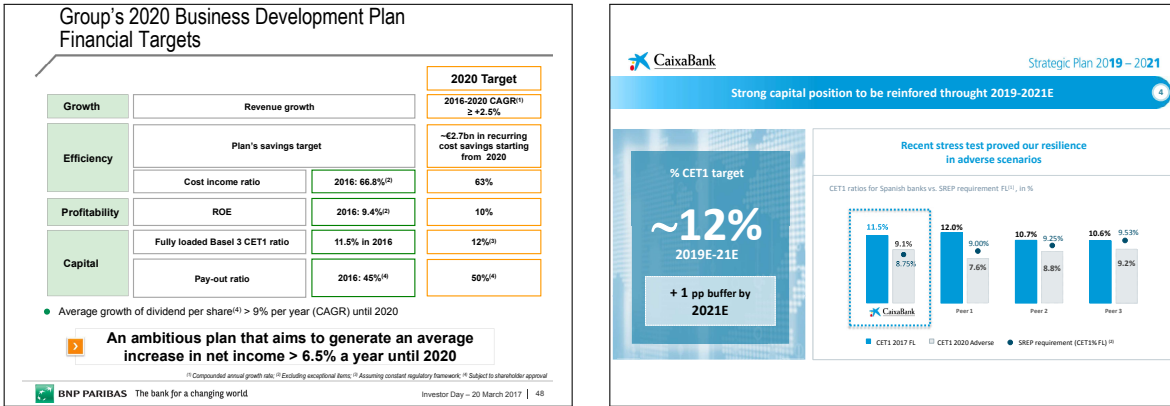 Group's 2020 Business Development Plan
Financial Targets
2020 Target
Growth
Revenue growth
2016-2020 CAGR(1)
≥ +2.5%
Efficiency
Plan's savings target
~€2.7bn in recurring
cost savings starting
from 2020
Cost income ratio
2016: 66.8%(2)
63%
Profitability
ROE
2016: 9.4%(2)
10%
Capital
Fully loaded Basel 3 CET1 ratio
11.5% in 2016
12%(3)
Pay-out ratio
2016: 45%(4)
50%(4)
Average growth of dividend per share(4) > 9% per year (CAGR) until 2020
An ambitious plan that aims to generate an average
increase in net income > 6.5% a year until 2020
(1) Compounded annual growth rate; (2) Excluding exceptional items; (3) Assuming constant regulatory framework; (4) Subject to shareholder approval
BNP PARIBAS The bank for a changing world
Investor Day – 20 March 2017 | 48
CaixaBank
Strategic Plan 2019 – 2021
Strong capital position to be reinfored throught 2019-2021E
4
% CET1 target
~12%
2019E-21E
+ 1 pp buffer by
2021E
Recent stress test proved our resilience
in adverse scenarios
CET1 ratios for Spanish banks vs. SREP requirement FL(1), in %
11.5%
9.1%
8.75%
CaixaBank
12.0%
9.00%
7.6%
Peer 1
10.7%
9.25%
8.8%
Peer 2
10.6%
9.53%
9.2%
Peer 3
CET1 2017 FL
CET1 2020 Adverse
SREP requirement (CET1% FL) (2)